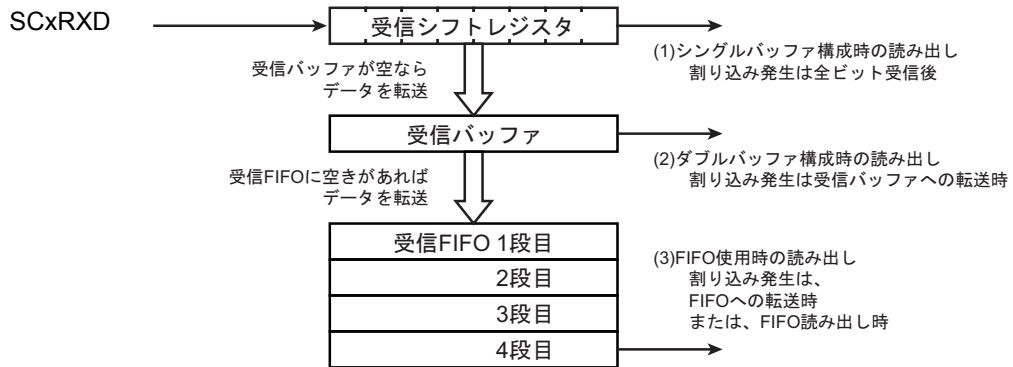 SCxRXD
受信シフトレジスタ
(1)シングルバッファ構成時の読み出し
割り込み発生は全ビット受信後
受信バッファが空なら
データを転送
受信バッファ
(2)ダブルバッファ構成時の読み出し
割り込み発生は受信バッファへの転送時
受信FIFOに空きがあれば
データを転送
受信FIFO 1段目
2段目
3段目
4段目
(3)FIFO使用時の読み出し
割り込み発生は、
FIFOへの転送時
または、FIFO読み出し時